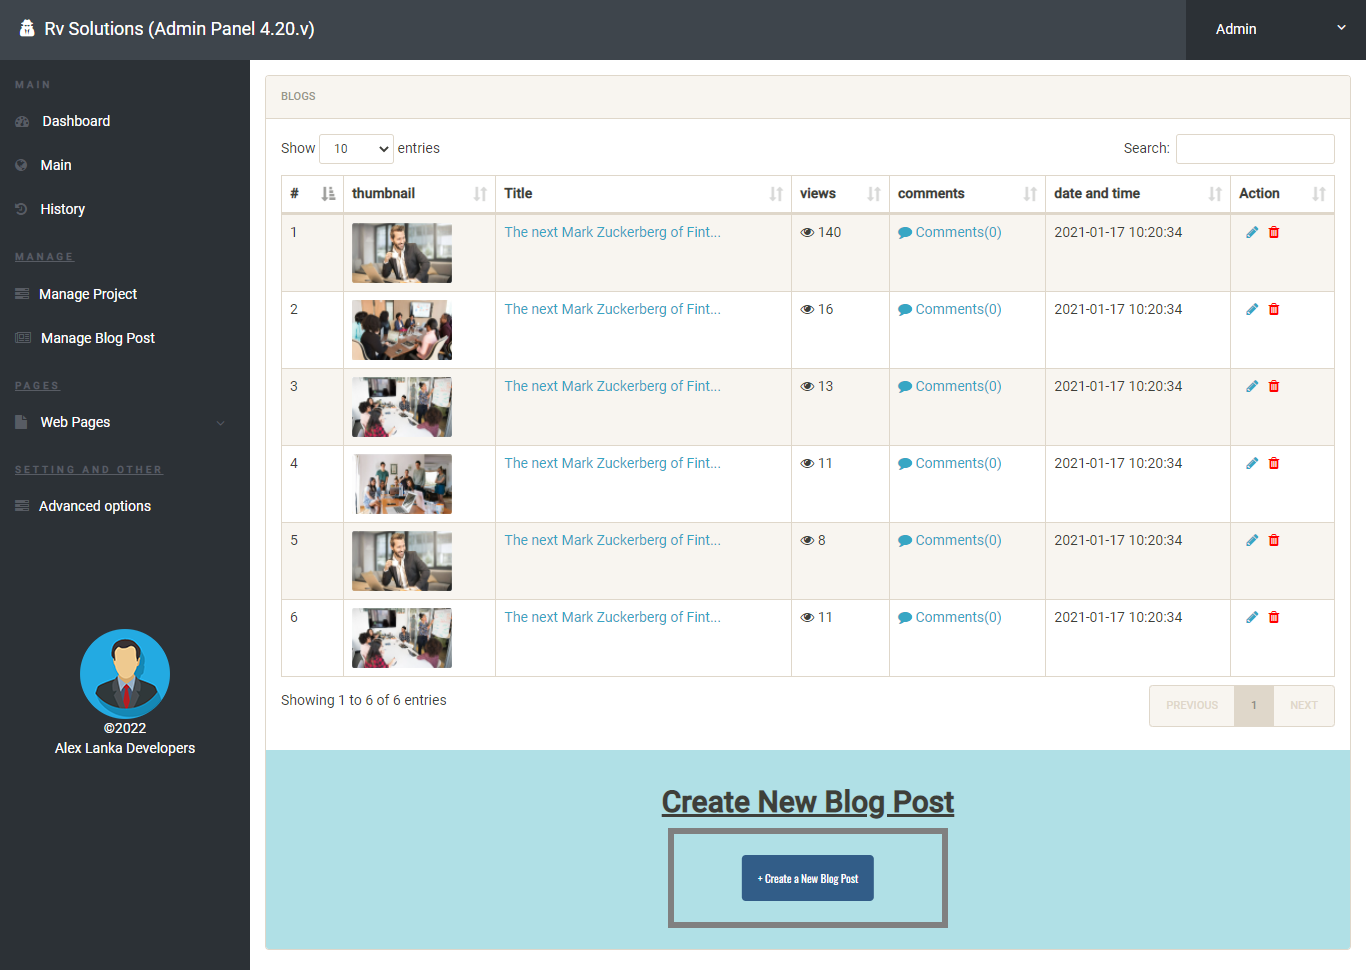 Rv Solutions (Admin Panel 4.20.v)
Admin
MAIN
Dashboard
Main
History
MANAGE
Manage Project
Manage Blog Post
PAGES
Web Pages
SETTING AND OTHER
Advanced options
©2022
Alex Lanka Developers
BLOGS
Show 10 entries
Search:
# thumbnail Title views comments date and time Action
1 The next Mark Zuckerberg of Fint... 140 Comments(0) 2021-01-17 10:20:34
2 The next Mark Zuckerberg of Fint... 16 Comments(0) 2021-01-17 10:20:34
3 The next Mark Zuckerberg of Fint... 13 Comments(0) 2021-01-17 10:20:34
4 The next Mark Zuckerberg of Fint... 11 Comments(0) 2021-01-17 10:20:34
5 The next Mark Zuckerberg of Fint... 8 Comments(0) 2021-01-17 10:20:34
6 The next Mark Zuckerberg of Fint... 11 Comments(0) 2021-01-17 10:20:34
Showing 1 to 6 of 6 entries
PREVIOUS 1 NEXT
Create New Blog Post
+ Create a New Blog Post